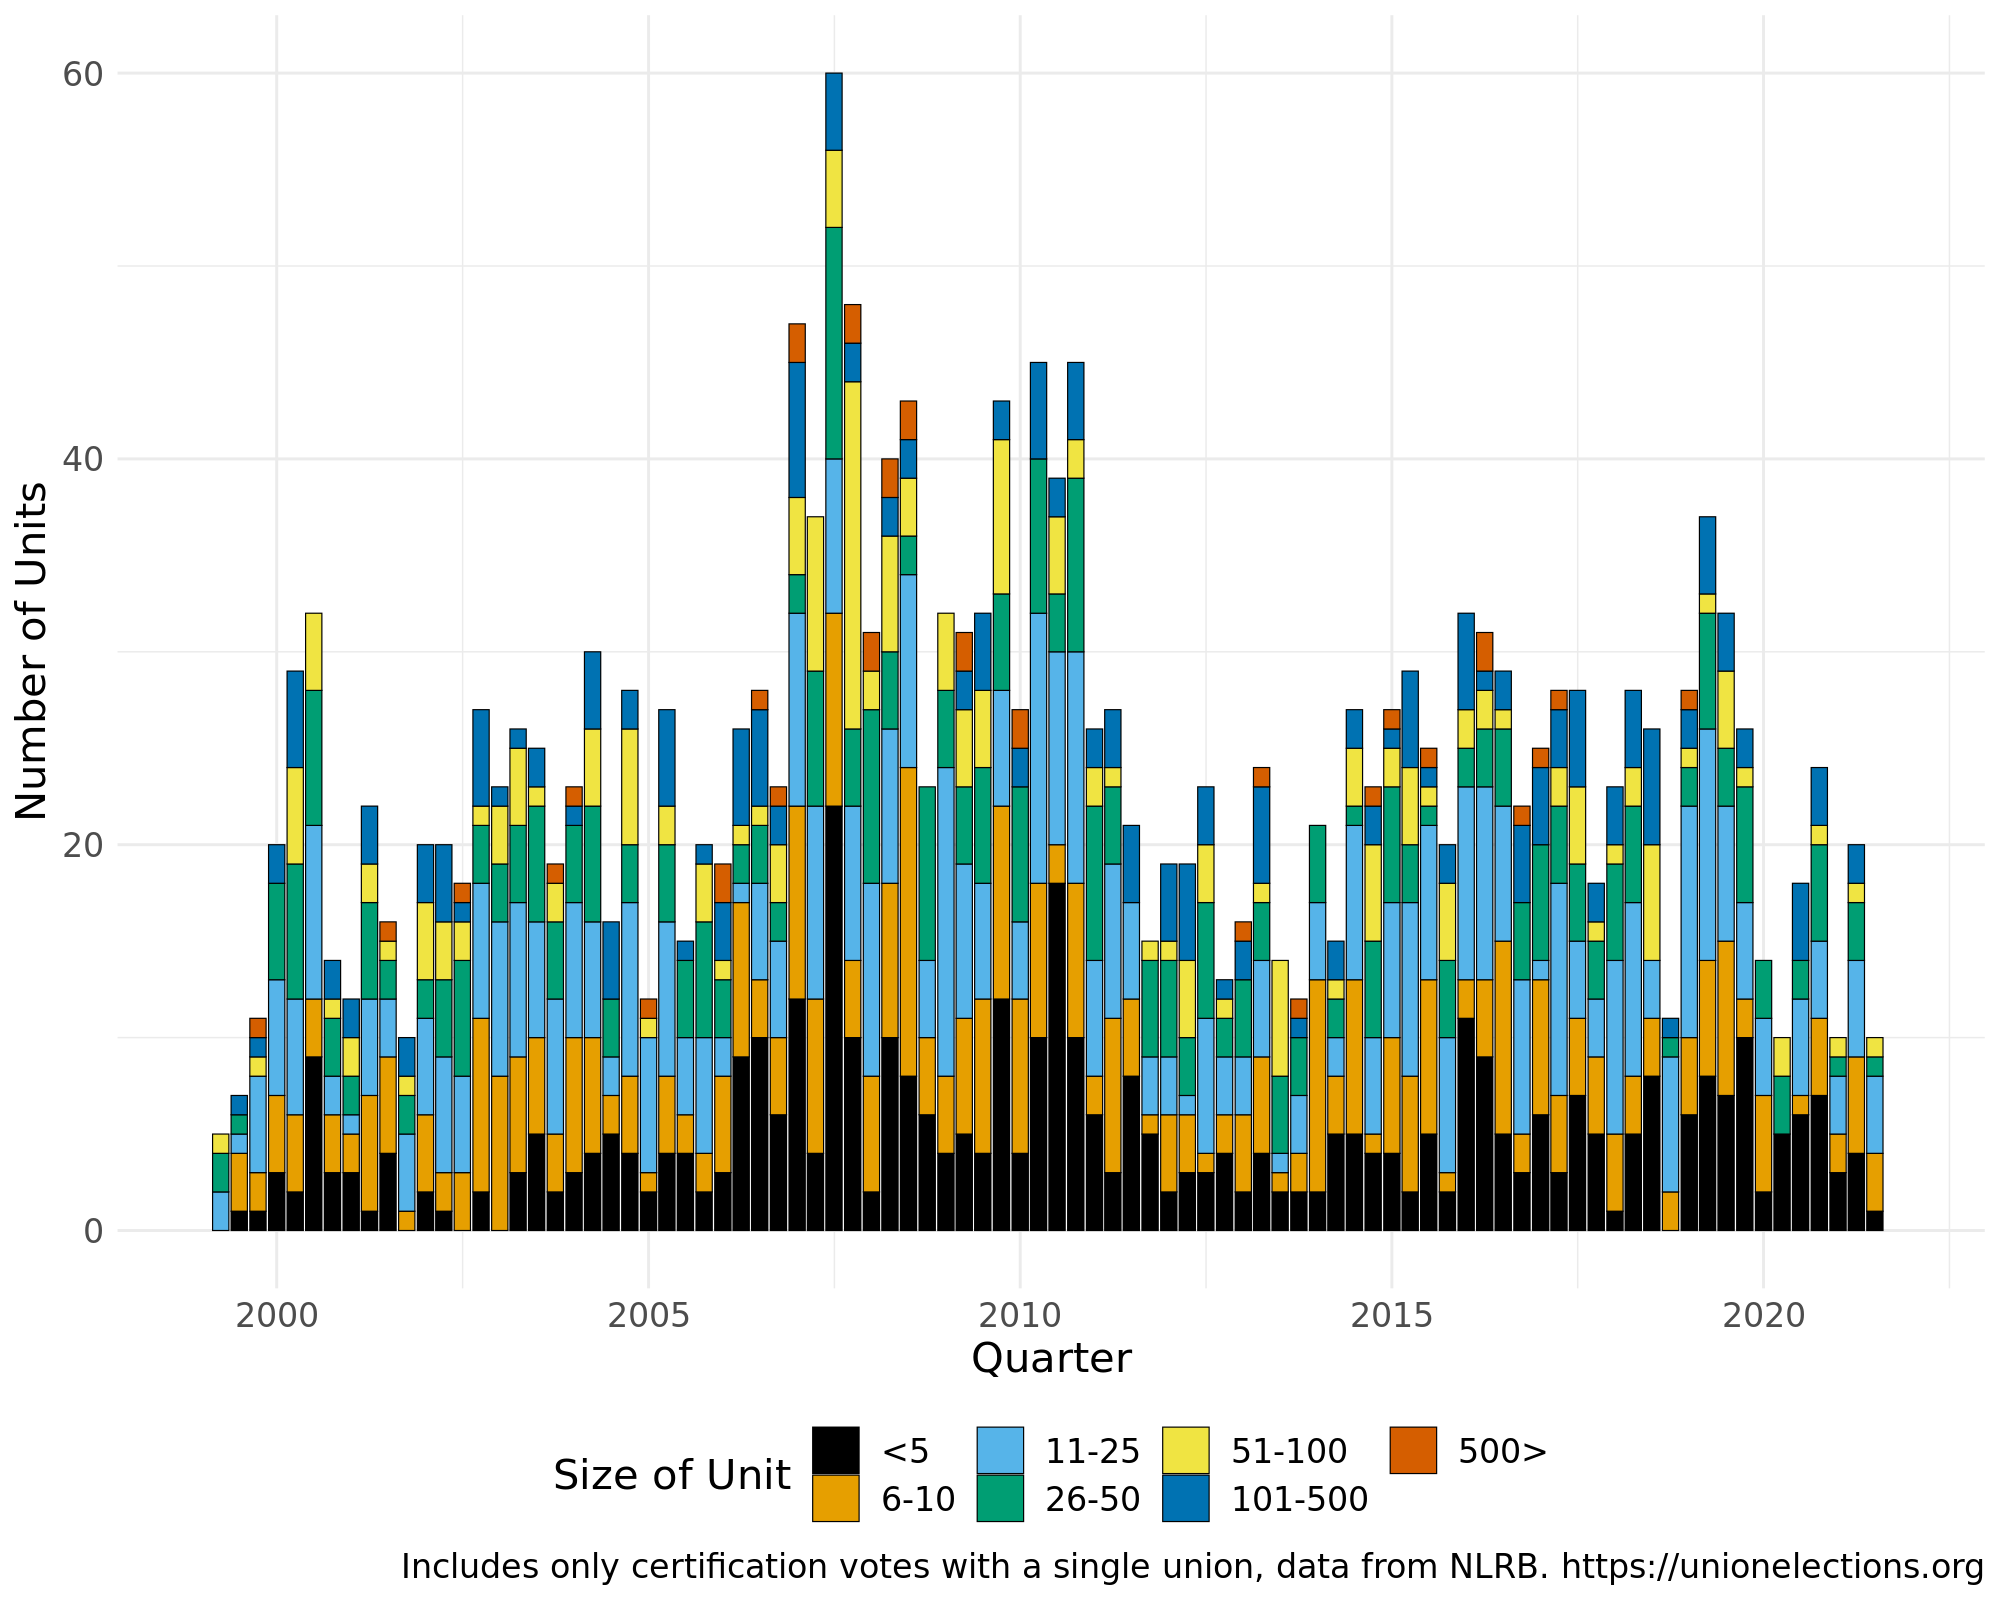 60
40
20
0
Number of Units
2000 2005 2010 2015 2020
Quarter
Size of Unit
<5 11-25 51-100 500>
6-10 26-50 101-500
Includes only certification votes with a single union, data from NLRB. https://unionelections.org